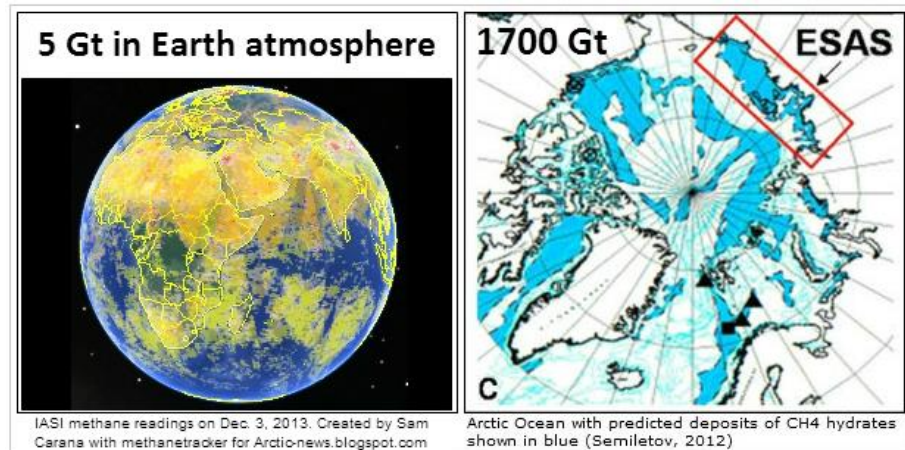 5 Gt in Earth atmosphere
1700 Gt
ESAS
C
IASI methane readings on Dec. 3, 2013. Created by Sam
Carana with methanetracker for Arctic-news.blogspot.com
Arctic Ocean with predicted deposits of CH4 hydrates
shown in blue (Semiletov, 2012)